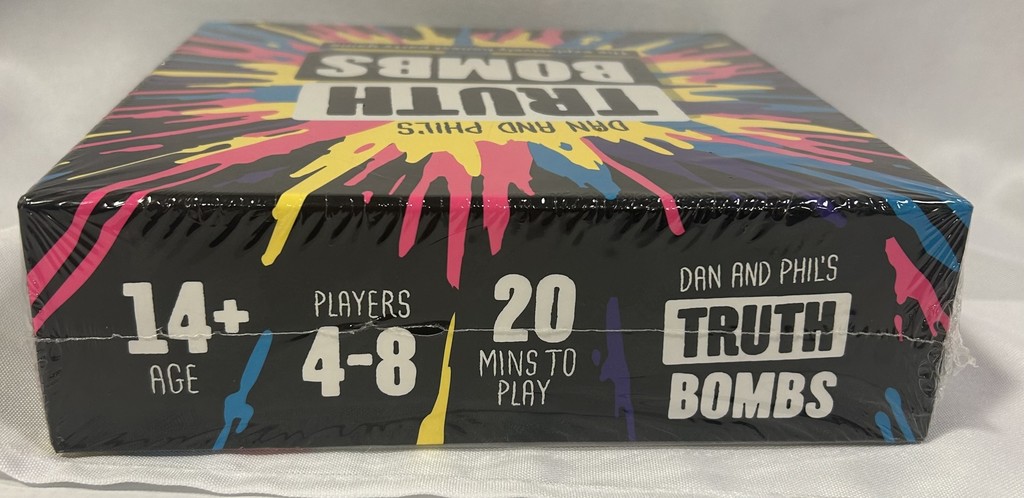 DAN AND PHIL'S
TRUTH
BOMBS
14+
AGE
PLAYERS
4-8
20
MINS TO
PLAY
DAN AND PHIL'S
TRUTH
BOMBS